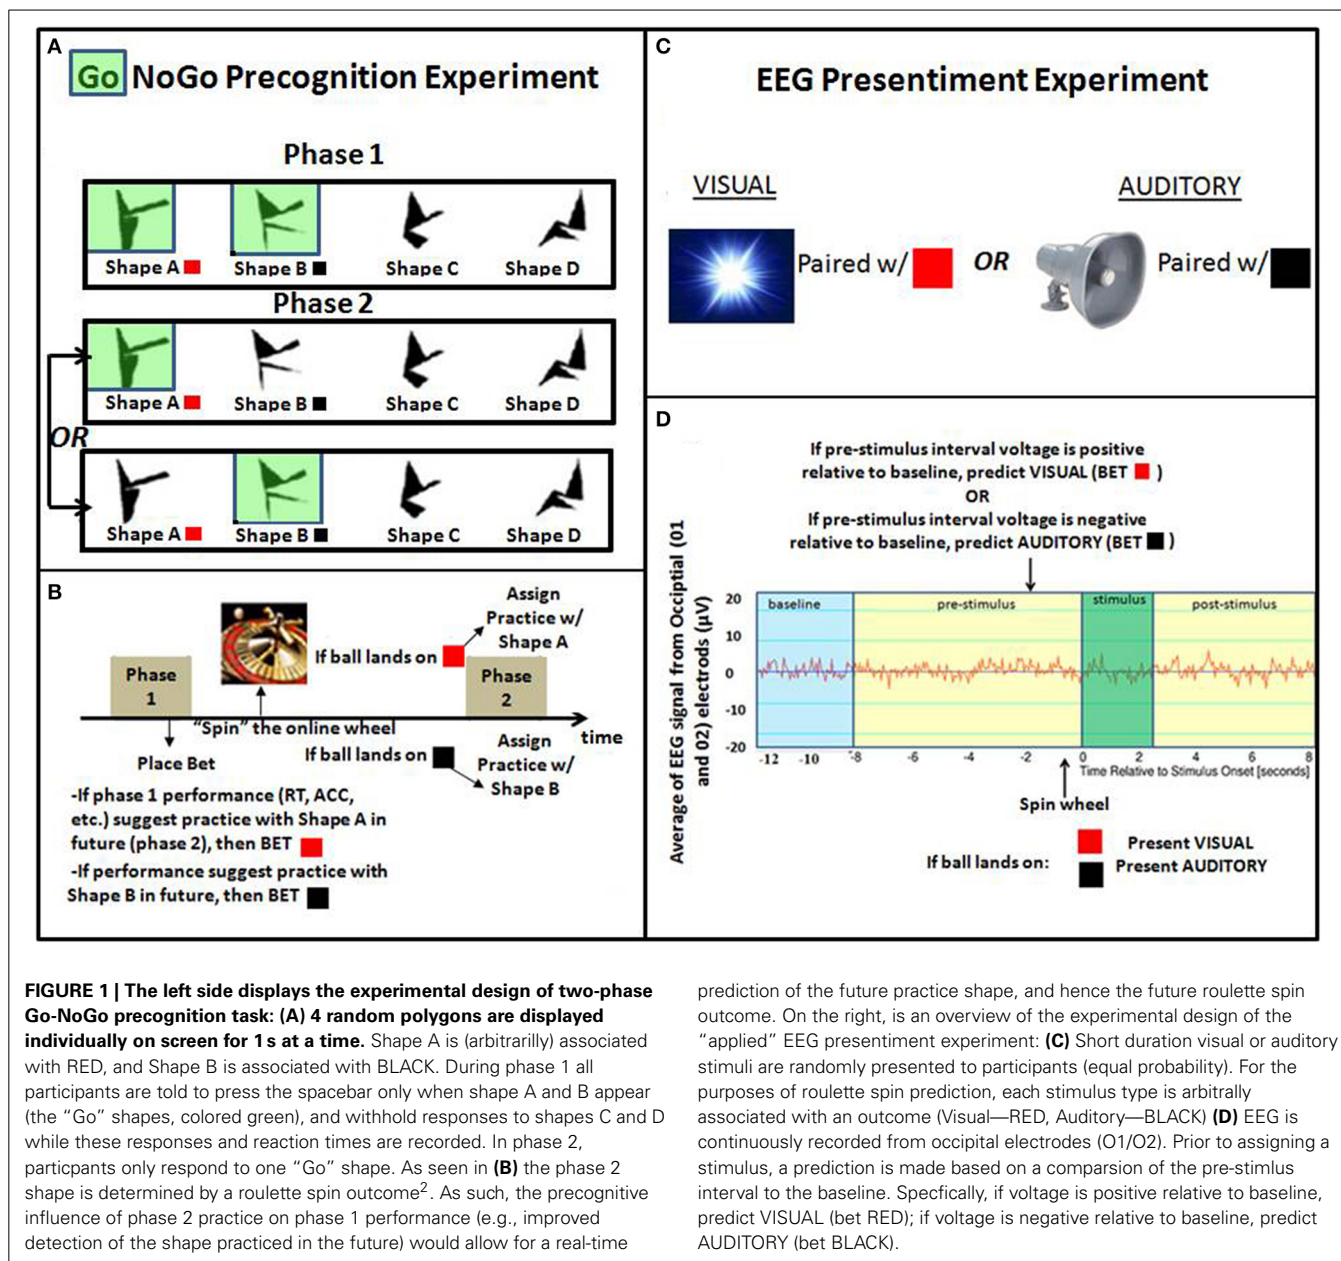 A
Go NoGo Precognition Experiment
Phase 1
Shape A
Shape B
Shape C
Shape D
Phase 2
Shape A
Shape B
Shape C
Shape D
OR
Shape A
Shape B
Shape C
Shape D
B
Assign
Practice w/
Shape A
If ball lands on
Phase
1
Phase
2
"Spin" the online wheel
time
Place Bet
If ball lands on
Assign
Practice w/
Shape B
-If phase 1 performance (RT, ACC,
etc.) suggest practice with Shape A in
future (phase 2), then BET
-If performance suggest practice with
Shape B in future, then BET
C
EEG Presentiment Experiment
VISUAL
AUDITORY
Paired w/
OR
Paired w/
D
If pre-stimulus interval voltage is positive
relative to baseline, predict VISUAL (BET )
OR
If pre-stimulus interval voltage is negative
relative to baseline, predict AUDITORY (BET )
Average of EEG signal from Occiptial (01
and 02) electrods (µV)
20
10
0
-10
-20
baseline
pre-stimulus
stimulus
post-stimulus
-12 -10 -8 -6 -4 -2 0 2 4 6 8
Time Relative to Stimulus Onset [seconds]
Spin wheel
If ball lands on:
Present VISUAL
Present AUDITORY
FIGURE 1 | The left side displays the experimental design of two-phase
Go-NoGo precognition task: (A) 4 random polygons are displayed
individually on screen for 1 s at a time. Shape A is (arbitrarilly) associated
with RED, and Shape B is associated with BLACK. During phase 1 all
participants are told to press the spacebar only when shape A and B appear
(the "Go" shapes, colored green), and withhold responses to shapes C and D
while these responses and reaction times are recorded. In phase 2,
particpants only respond to one "Go" shape. As seen in (B) the phase 2
shape is determined by a roulette spin outcome2. As such, the precognitive
influence of phase 2 practice on phase 1 performance (e.g., improved
detection of the shape practiced in the future) would allow for a real-time
prediction of the future practice shape, and hence the future roulette spin
outcome. On the right, is an overview of the experimental design of the
"applied" EEG presentiment experiment: (C) Short duration visual or auditory
stimuli are randomly presented to participants (equal probability). For the
purposes of roulette spin prediction, each stimulus type is arbitrally
associated with an outcome (Visual—RED, Auditory—BLACK) (D) EEG is
continuously recorded from occipital electrodes (O1/O2). Prior to assigning a
stimulus, a prediction is made based on a comparsion of the pre-stimlus
interval to the baseline. Specfically, if voltage is positive relative to baseline,
predict VISUAL (bet RED); if voltage is negative relative to baseline, predict
AUDITORY (bet BLACK).